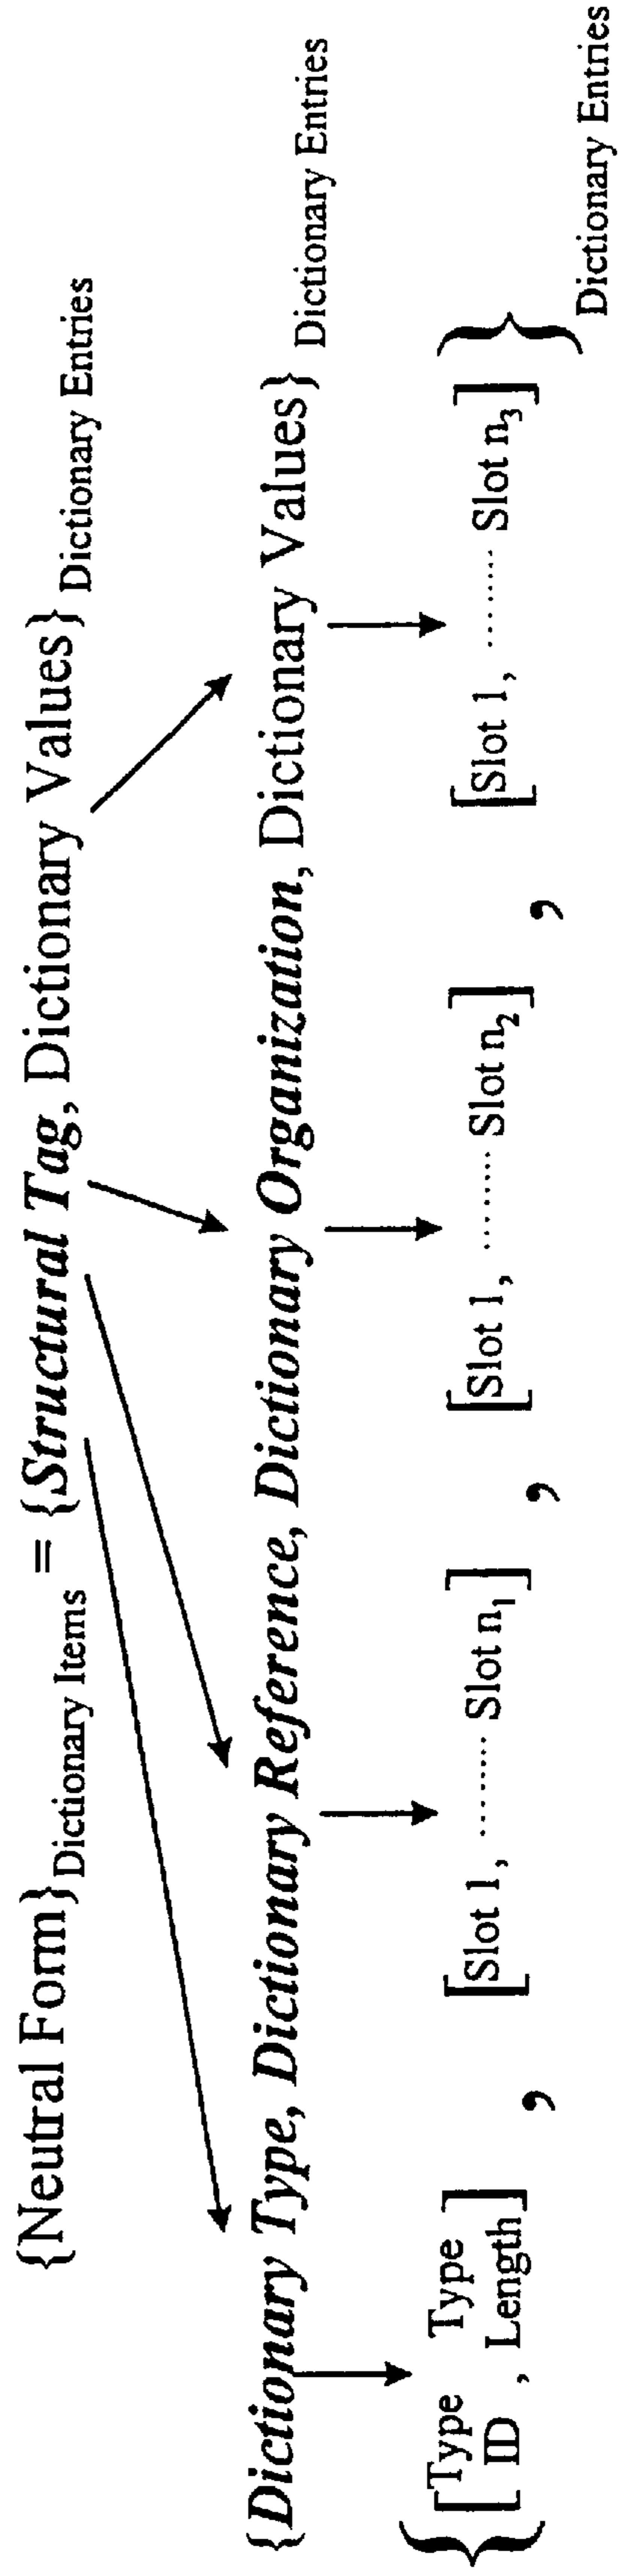 {Neutral Form}Dictionary Items = {Structural Tag, Dictionary Values}Dictionary Entries
{Dictionary Type, Dictionary Reference, Dictionary Organization, Dictionary Values}Dictionary Entries
{[Type ID, Type Length], [Slot 1, ......... Slot n₁], [Slot 1, ......... Slot n₂], [Slot 1, ......... Slot n₃]}Dictionary Entries